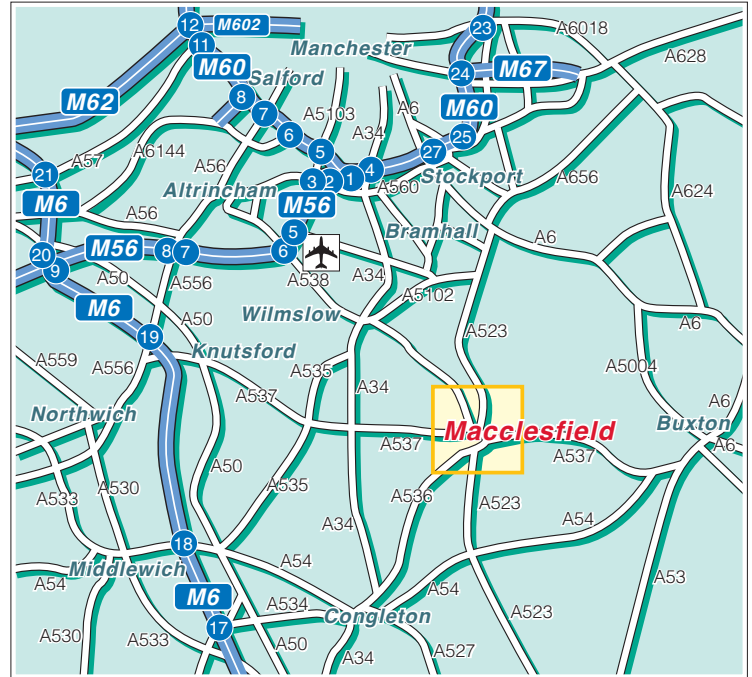 12
M602
11
23
A6018
Manchester
A628
M60
24
M67
Salford
M62
8
7
A5103
A6
M60
6
A34
25
A57
A6144
5
27
A56
4
21
3
2
1
Stockport
A656
Altrincham
A560
M6
M56
A624
A56
5
Bramhall
20
M56
8
7
6
A6
9
A50
A556
A538
A34
A5102
M6
A50
Wilmslow
A523
A6
19
Knutsford
A559
A556
A535
A5004
A537
A34
A6
Northwich
Macclesfield
Buxton
A537
A537
A6
A50
A533
A530
A535
A536
A523
A34
A54
18
Middlewich
A54
A54
A54
A53
M6
A534
Congleton
A523
17
A530
A533
A50
A34
A527